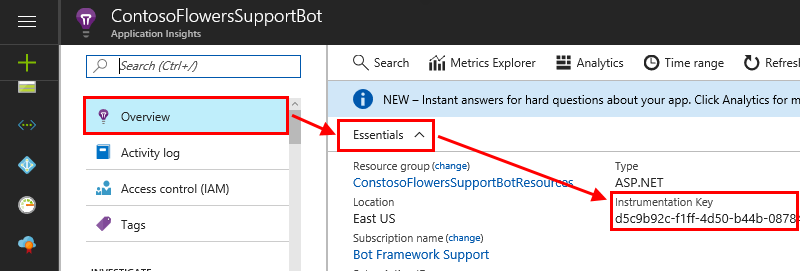 ContosoFlowersSupportBot
Application Insights
Search (Ctrl+/)
Search Metrics Explorer Analytics Time range Refresh
NEW – Instant answers for hard questions about your app. Click Analytics for
Overview
Essentials
Activity log
Resource group (change) Type
ConstosoFlowersSupportBotResources ASP.NET
Access control (IAM)
Location Instrumentation Key
East US d5c9b92c-f1ff-4d50-b44b-0878
Tags
Subscription name (change)
Bot Framework Support
INVESTIGATE